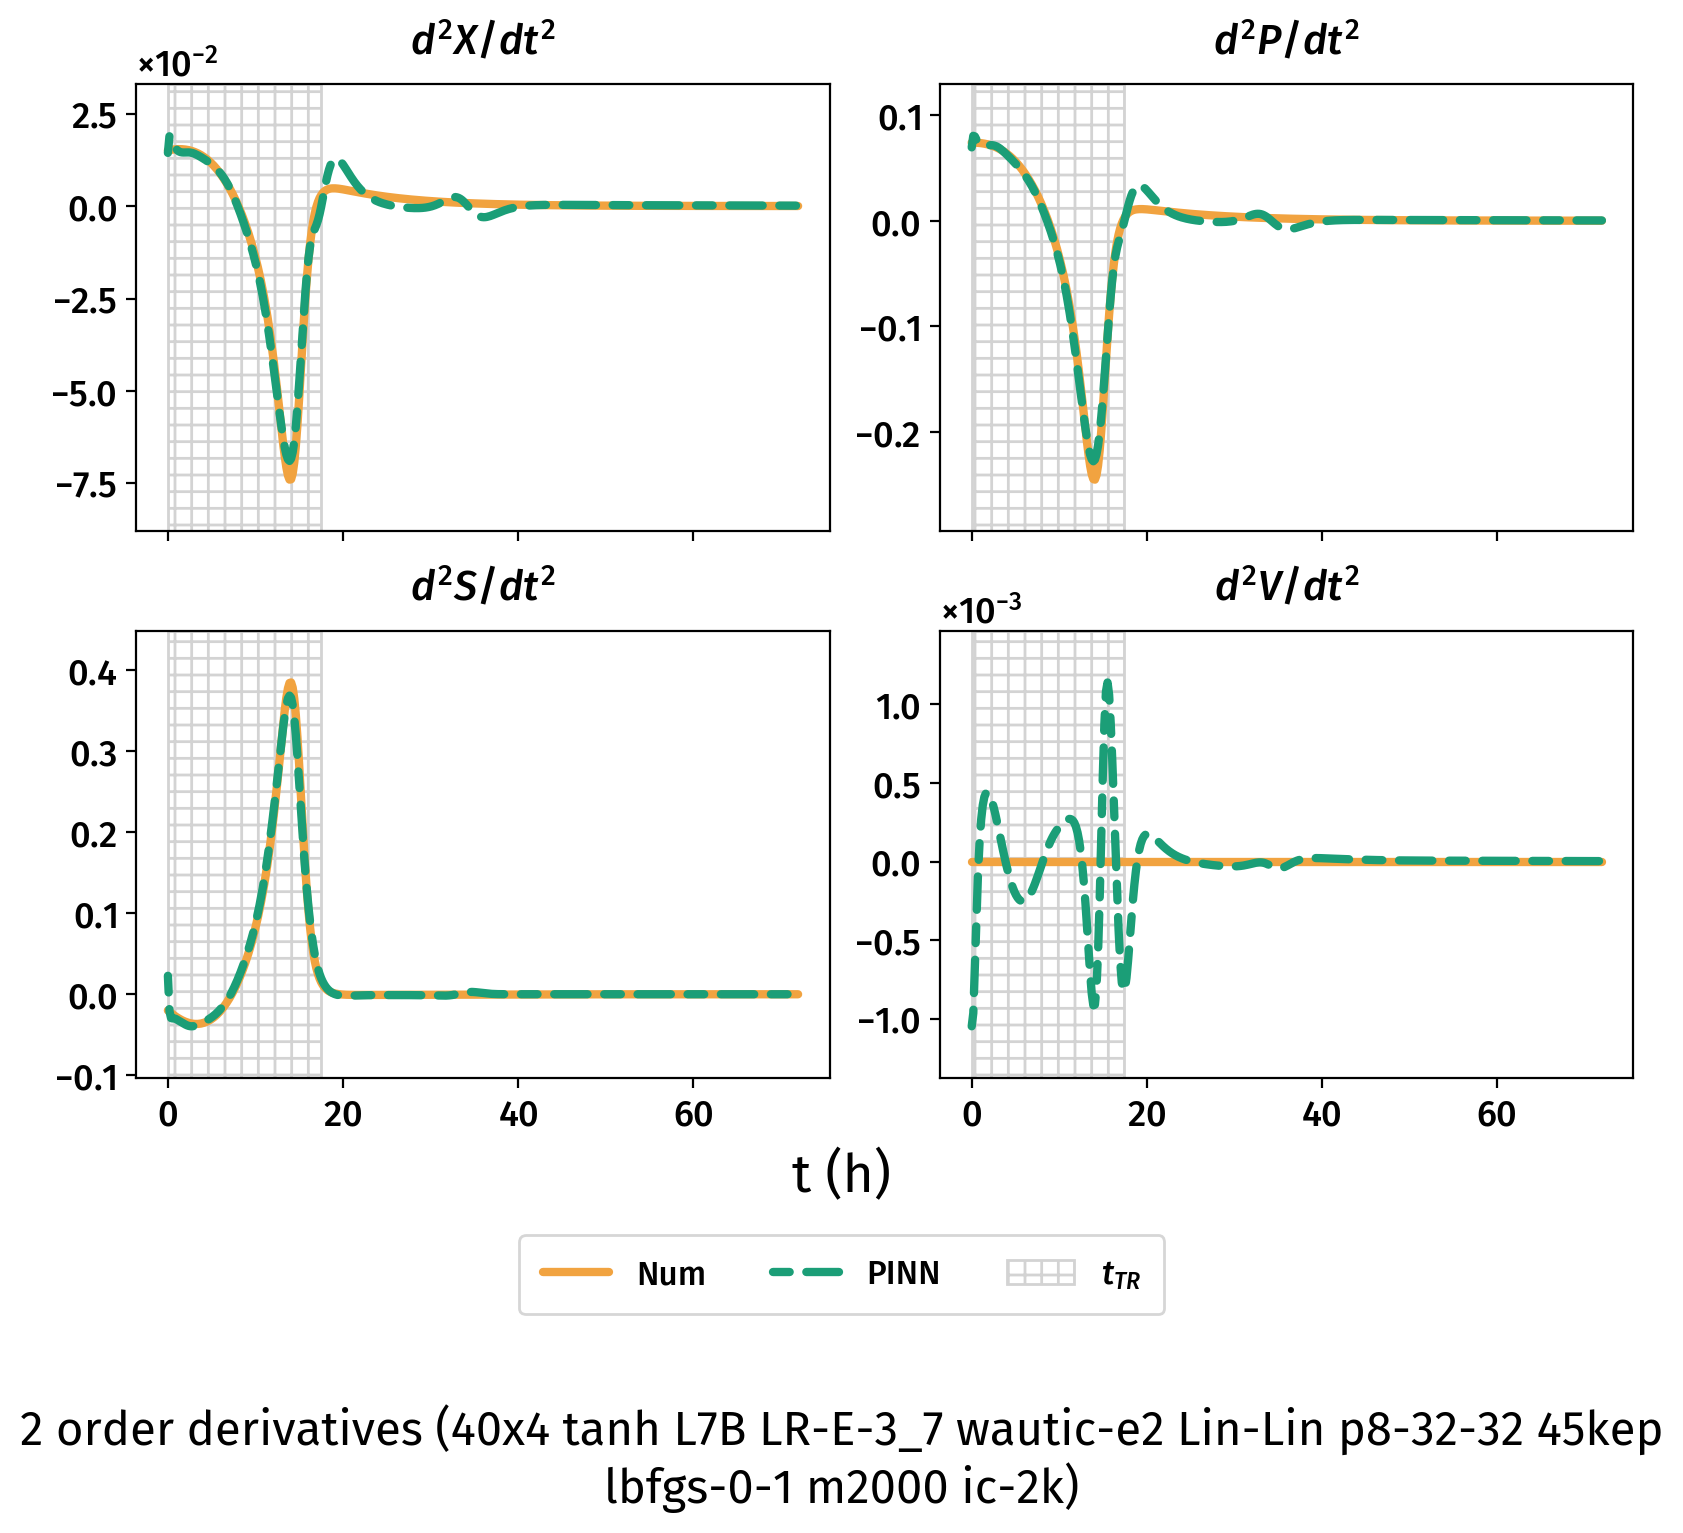 d²X/dt²
d²P/dt²
×10⁻²
2.5
0.0
−2.5
−5.0
−7.5
0.1
0.0
−0.1
−0.2
d²S/dt²
d²V/dt²
×10⁻³
0.4
0.3
0.2
0.1
0.0
−0.1
1.0
0.5
0.0
−0.5
−1.0
0 20 40 60
0 20 40 60
t (h)
Num PINN t_TR
2 order derivatives (40x4 tanh L7B LR-E-3_7 wautic-e2 Lin-Lin p8-32-32 45kep
lbfgs-0-1 m2000 ic-2k)